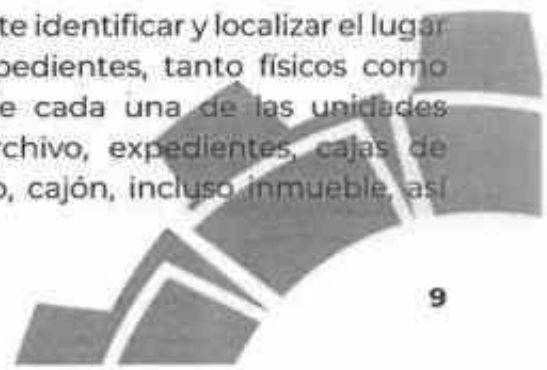 te identificar y localizar el lugar
pedientes, tanto físicos como
e cada una de las unidades
rchivo, expedientes, cajas de
o, cajón, incluso inmueble, así
9